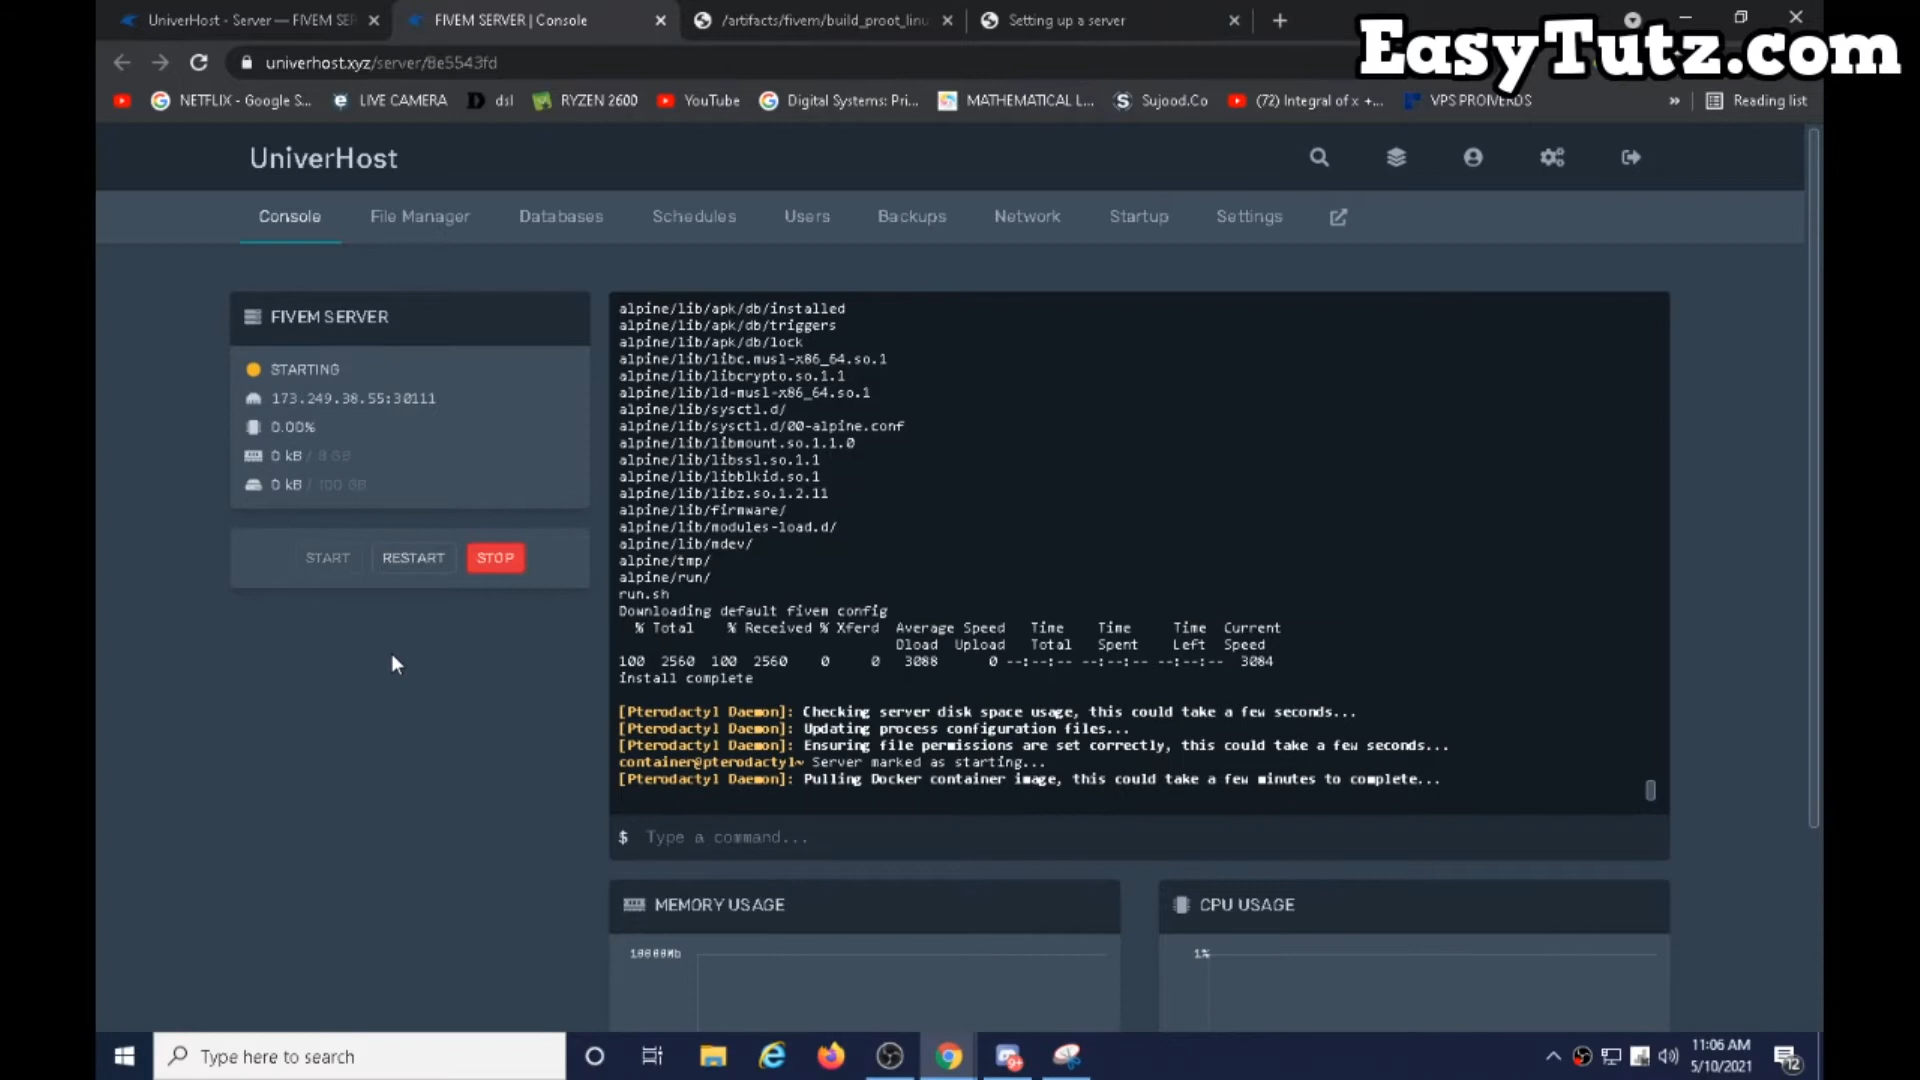 UniverHost - Server — FIVEM SER
FIVEM SERVER | Console
/artifacts/fivem/build_proot_linu
Setting up a server
EasyTutz.com
univerhost.xyz/server/8e5543fd
NETFLIX - Google S...
LIVE CAMERA
dsl
RYZEN 2600
YouTube
Digital Systems: Pri...
MATHEMATICAL L...
Sujood.Co
(72) Integral of x +...
VPS PROIVERDS
»
Reading list
UniverHost
Console
File Manager
Databases
Schedules
Users
Backups
Network
Startup
Settings
FIVEM SERVER
STARTING
173.249.38.55:30111
0.00%
0 kB / 8 GB
0 kB / 100 GB
START
RESTART
STOP
alpine/lib/apk/db/installed
alpine/lib/apk/db/triggers
alpine/lib/apk/db/lock
alpine/lib/libc.musl-x86_64.so.1
alpine/lib/libcrypto.so.1.1
alpine/lib/ld-musl-x86_64.so.1
alpine/lib/sysctl.d/
alpine/lib/sysctl.d/00-alpine.conf
alpine/lib/libmount.so.1.1.0
alpine/lib/libssl.so.1.1
alpine/lib/libblkid.so.1
alpine/lib/libz.so.1.2.11
alpine/lib/firmware/
alpine/lib/modules-load.d/
alpine/lib/mdev/
alpine/tmp/
alpine/run/
run.sh
Downloading default fivem config
% Total % Received % Xferd Average Speed Time Time Time Current
Dload Upload Total Spent Left Speed
100 2560 100 2560 0 0 3088 0 --:--:-- --:--:-- --:--:-- 3084
install complete
[Pterodactyl Daemon]: Checking server disk space usage, this could take a few seconds...
[Pterodactyl Daemon]: Updating process configuration files...
[Pterodactyl Daemon]: Ensuring file permissions are set correctly, this could take a few seconds...
container@pterodactyl~ Server marked as starting...
[Pterodactyl Daemon]: Pulling Docker container image, this could take a few minutes to complete...
$ Type a command...
MEMORY USAGE
10000Mb
CPU USAGE
1%
Type here to search
11:06 AM
5/10/2021
12